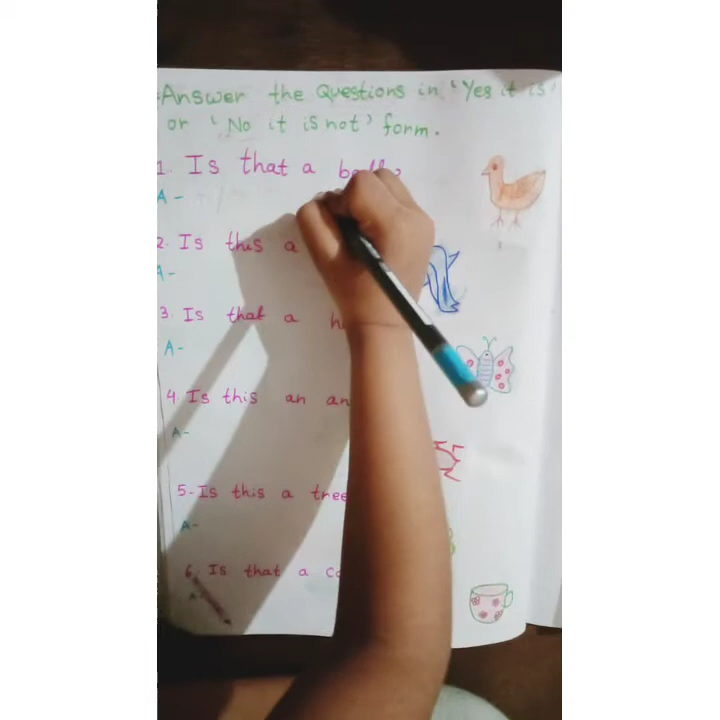 Answer the Questions in 'Yes it is'
or 'No it is not' form.
1. Is that a
A-
2. Is this a
A-
3. Is that a
A-
4. Is this an
A-
5- Is this a tree
A-
6. Is that a
A-